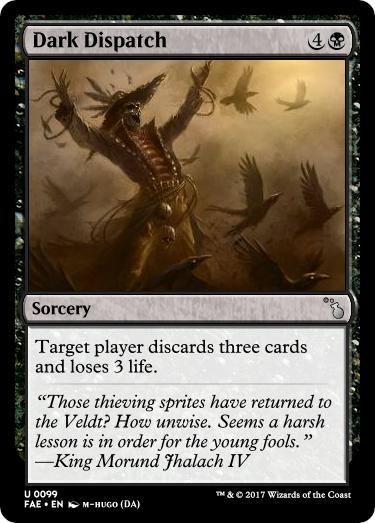 Dark Dispatch 4
Sorcery
Target player discards three cards
and loses 3 life.
“Those thieving sprites have returned to
the Veldt? How unwise. Seems a harsh
lesson is in order for the young fools.”
—King Morund Jhalach IV
U 0099
FAE • EN M-HUGO (DA)
™ & © 2017 Wizards of the Coast